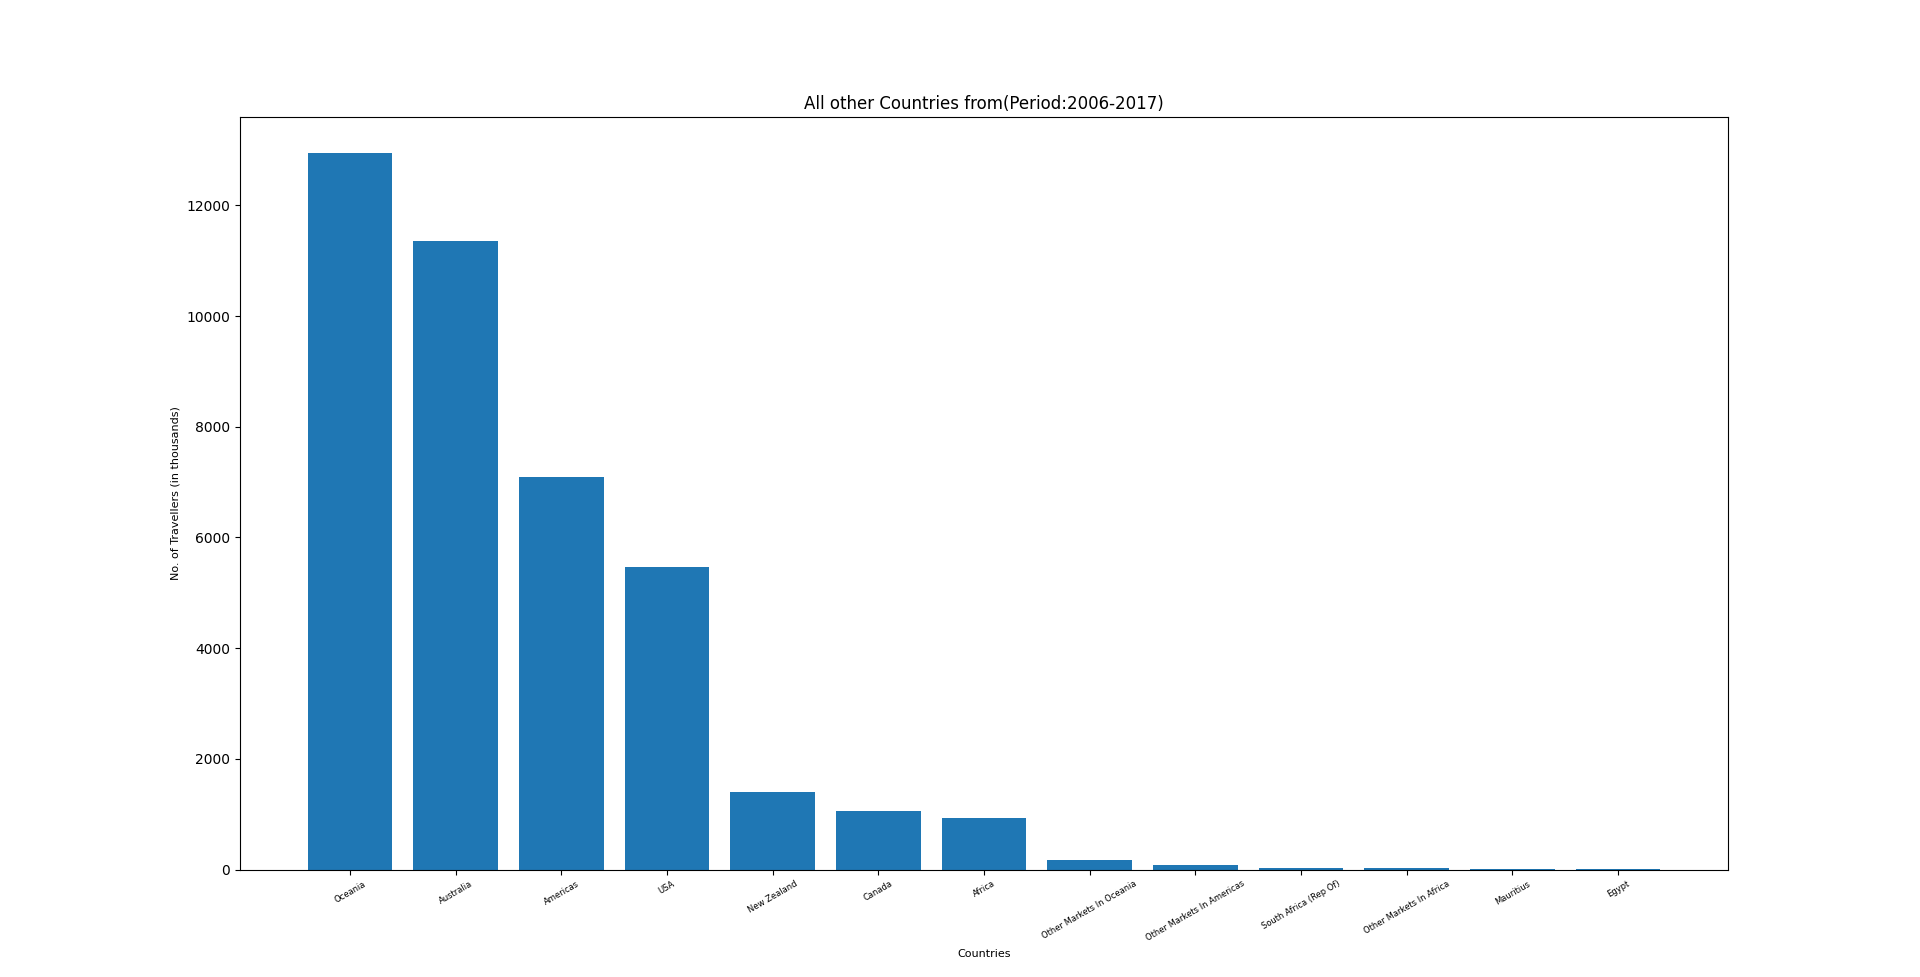 All other Countries from(Period:2006-2017)
No. of Travellers (in thousands)
12000
10000
8000
6000
4000
2000
0
Oceania
Australia
Americas
USA
New Zealand
Canada
Africa
Other Markets In Oceania
Other Markets In Americas
South Africa (Rep Of)
Other Markets In Africa
Mauritius
Egypt
Countries